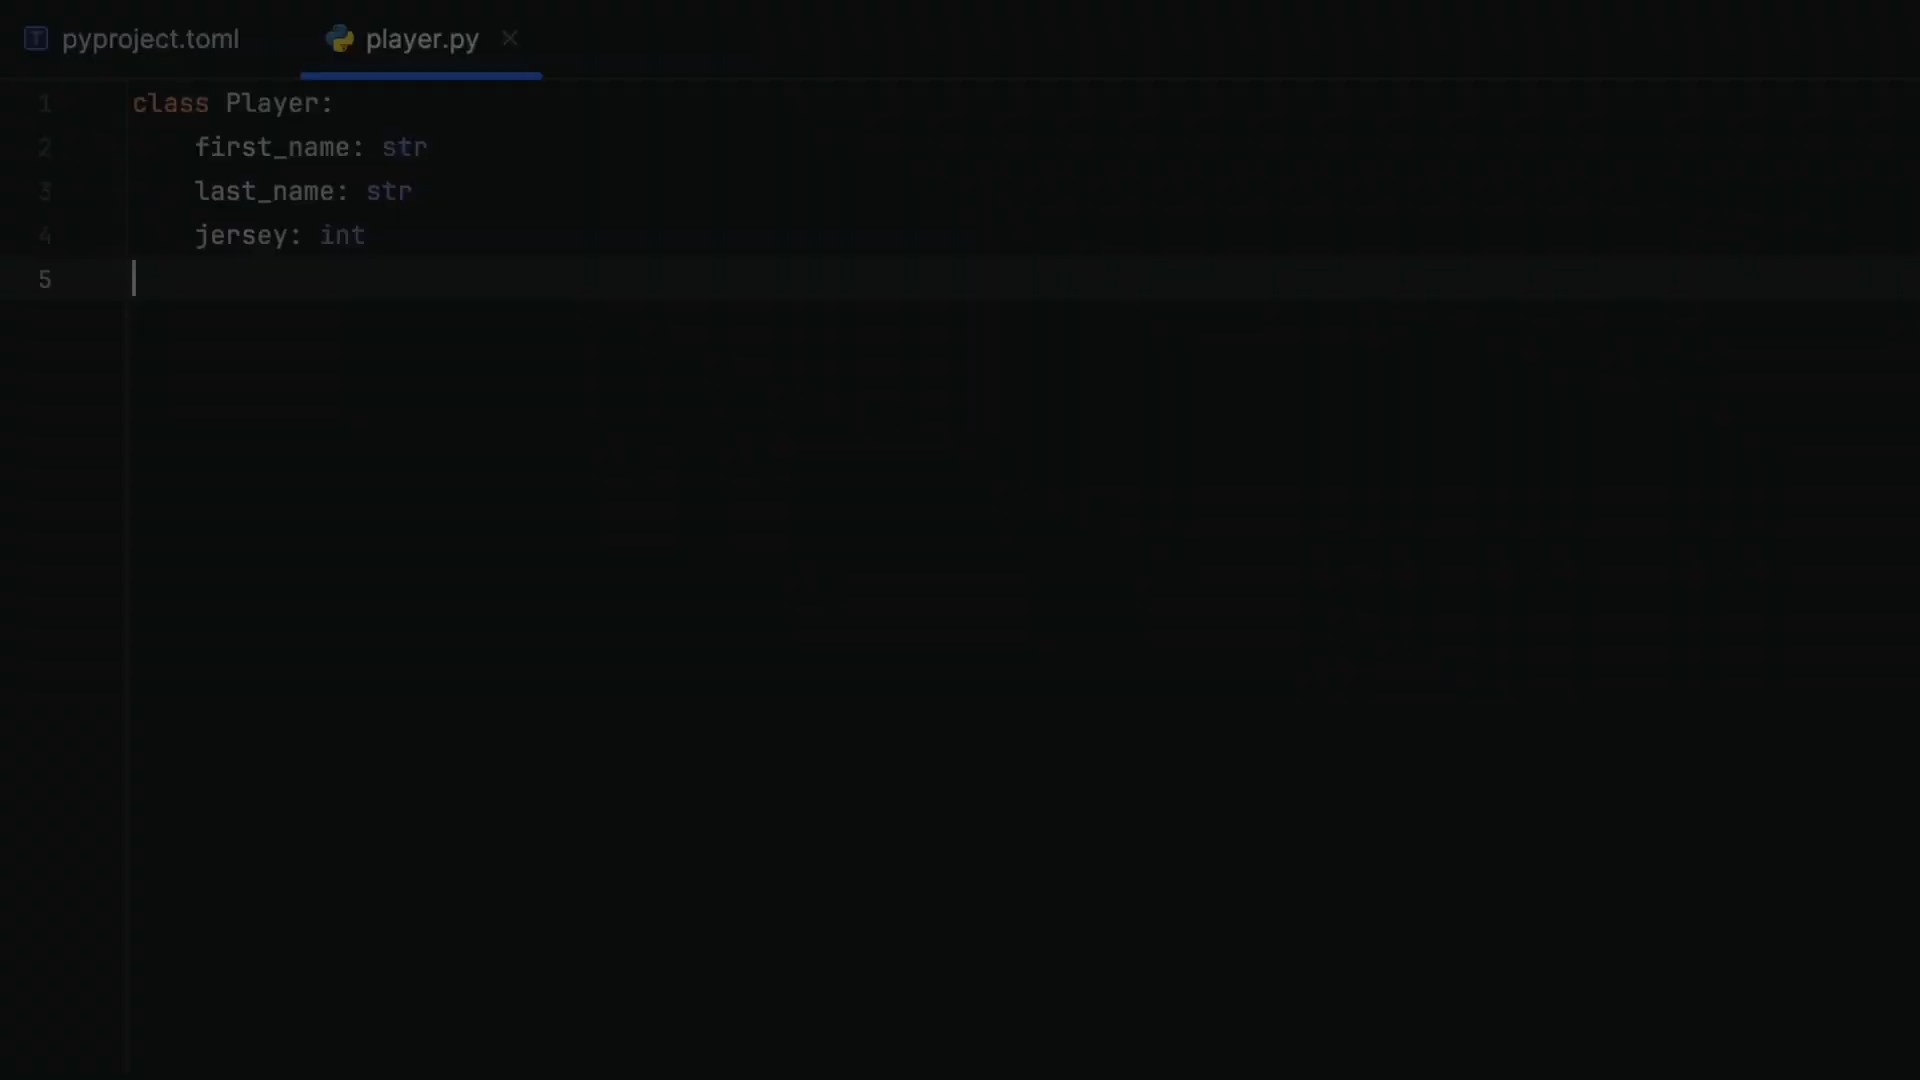 pyproject.toml
player.py
1 class Player:
2 first_name: str
3 last_name: str
4 jersey: int
5